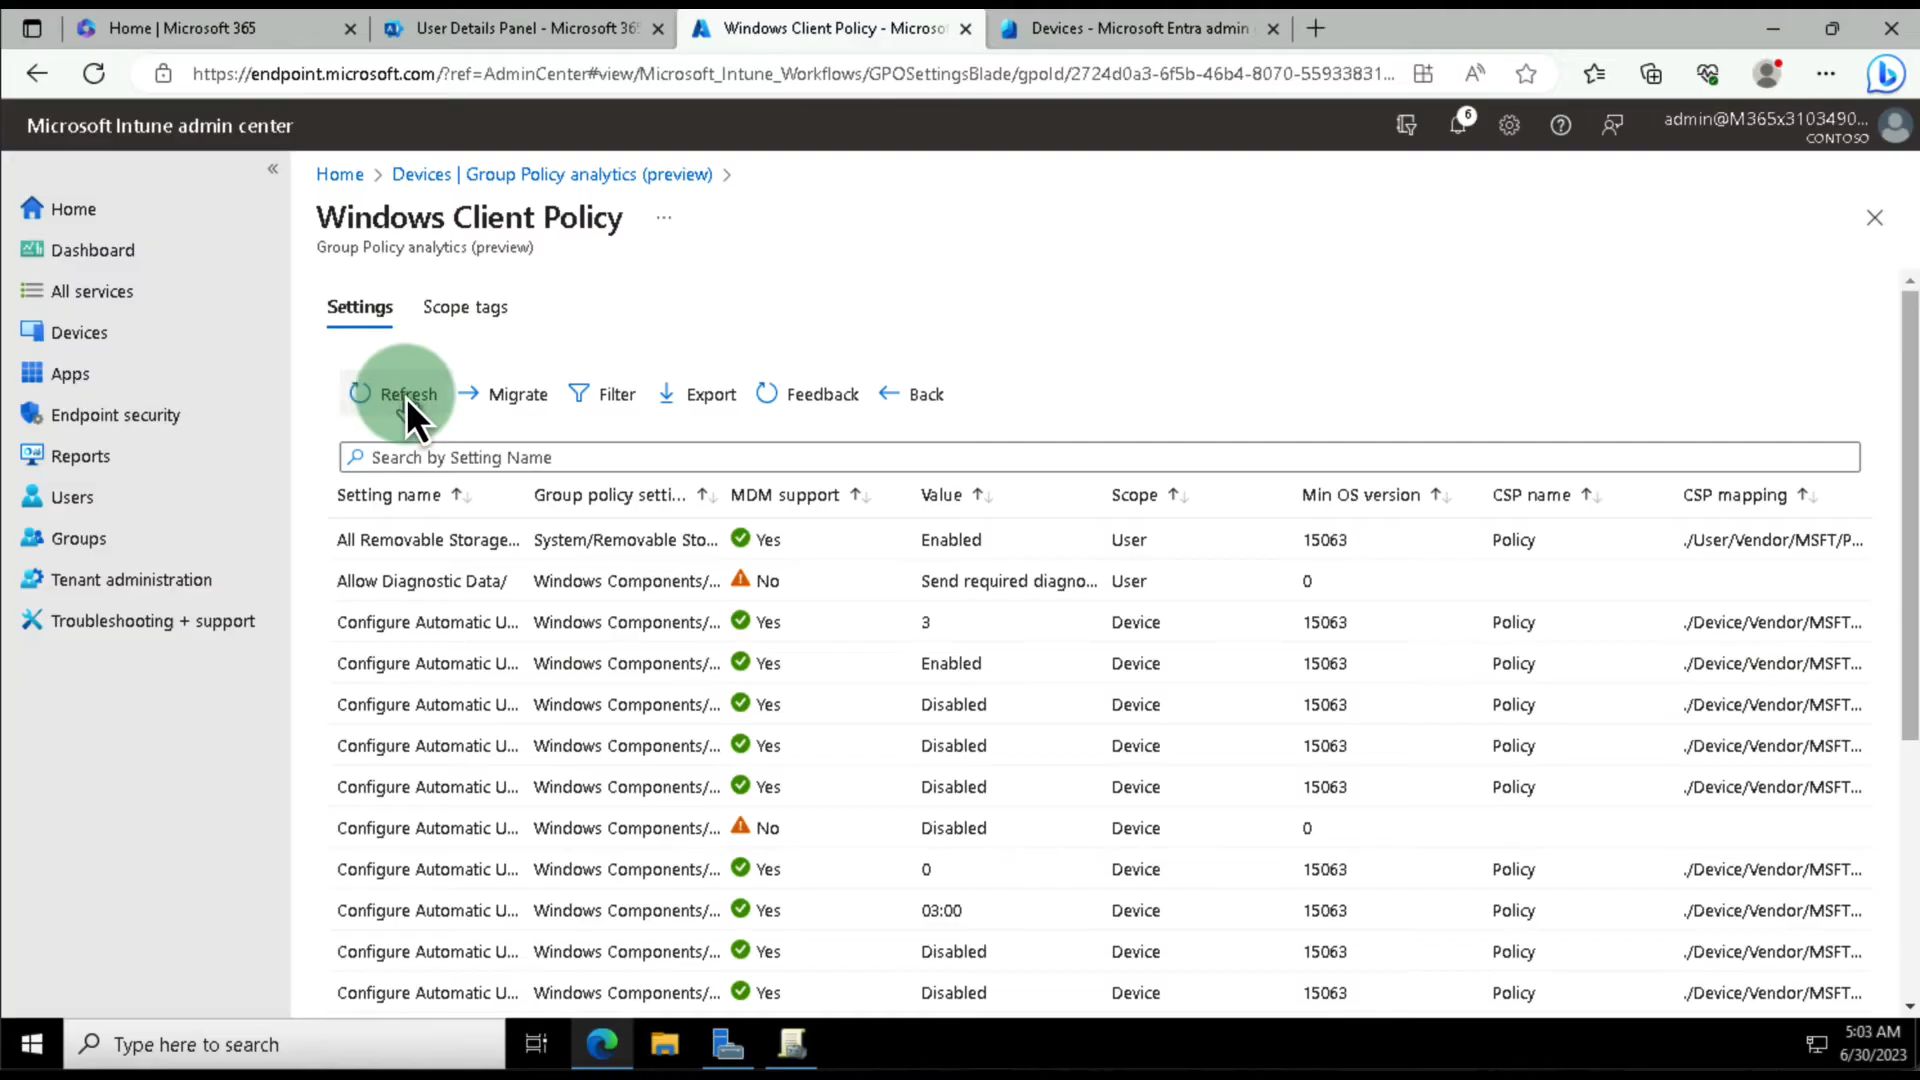 Home | Microsoft 365
User Details Panel - Microsoft 36
Windows Client Policy - Microso
Devices - Microsoft Entra admin
https://endpoint.microsoft.com/?ref=AdminCenter#view/Microsoft_Intune_Workflows/GPOSettingsBlade/gpoId/2724d0a3-6f5b-46b4-8070-55933831...
Microsoft Intune admin center
6
admin@M365x3103490...
CONTOSO
Home
Dashboard
All services
Devices
Apps
Endpoint security
Reports
Users
Groups
Tenant administration
Troubleshooting + support
Home > Devices | Group Policy analytics (preview) >
Windows Client Policy ...
Group Policy analytics (preview)
Settings Scope tags
Refresh Migrate Filter Export Feedback Back
Search by Setting Name
Setting name Group policy setti... MDM support Value Scope Min OS version CSP name CSP mapping
All Removable Storage... System/Removable Sto... Yes Enabled User 15063 Policy ./User/Vendor/MSFT/P...
Allow Diagnostic Data/ Windows Components/... No Send required diagno... User 0
Configure Automatic U... Windows Components/... Yes 3 Device 15063 Policy ./Device/Vendor/MSFT...
Configure Automatic U... Windows Components/... Yes Enabled Device 15063 Policy ./Device/Vendor/MSFT...
Configure Automatic U... Windows Components/... Yes Disabled Device 15063 Policy ./Device/Vendor/MSFT...
Configure Automatic U... Windows Components/... Yes Disabled Device 15063 Policy ./Device/Vendor/MSFT...
Configure Automatic U... Windows Components/... Yes Disabled Device 15063 Policy ./Device/Vendor/MSFT...
Configure Automatic U... Windows Components/... No Disabled Device 0
Configure Automatic U... Windows Components/... Yes 0 Device 15063 Policy ./Device/Vendor/MSFT...
Configure Automatic U... Windows Components/... Yes 03:00 Device 15063 Policy ./Device/Vendor/MSFT...
Configure Automatic U... Windows Components/... Yes Disabled Device 15063 Policy ./Device/Vendor/MSFT...
Configure Automatic U... Windows Components/... Yes Disabled Device 15063 Policy ./Device/Vendor/MSFT...
Type here to search
5:03 AM
6/30/2023